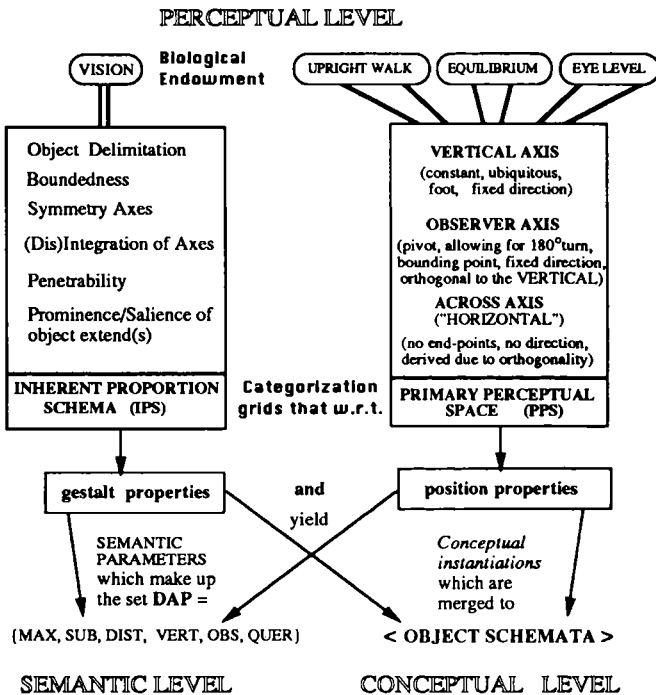 PERCEPTUAL LEVEL
VISION
Biological
Endowment
UPRIGHT WALK
EQUILIBRIUM
EYE LEVEL
Object Delimitation
Boundedness
Symmetry Axes
(Dis)Integration of Axes
Penetrability
Prominence/Salience of
object extend(s)
INHERENT PROPORTION
SCHEMA (IPS)
VERTICAL AXIS
(constant, ubiquitous,
foot, fixed direction)
OBSERVER AXIS
(pivot, allowing for 180°turn,
bounding point, fixed direction,
orthogonal to the VERTICAL)
ACROSS AXIS
("HORIZONTAL")
(no end-points, no direction,
derived due to orthogonality)
PRIMARY PERCEPTUAL
SPACE (PPS)
Categorization
grids that w.r.t.
gestalt properties
and
position properties
yield
SEMANTIC
PARAMETERS
which make up
the set DAP =
Conceptual
instantiations
which are
merged to
{MAX, SUB, DIST, VERT, OBS, QUER}
< OBJECT SCHEMATA >
SEMANTIC LEVEL
CONCEPTUAL LEVEL